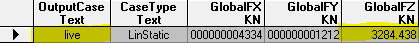 OutputCase CaseType GlobalFX GlobalFY GlobalFZ
Text Text KN KN KN
live LinStatic 000000004334 000000001212 3284.438